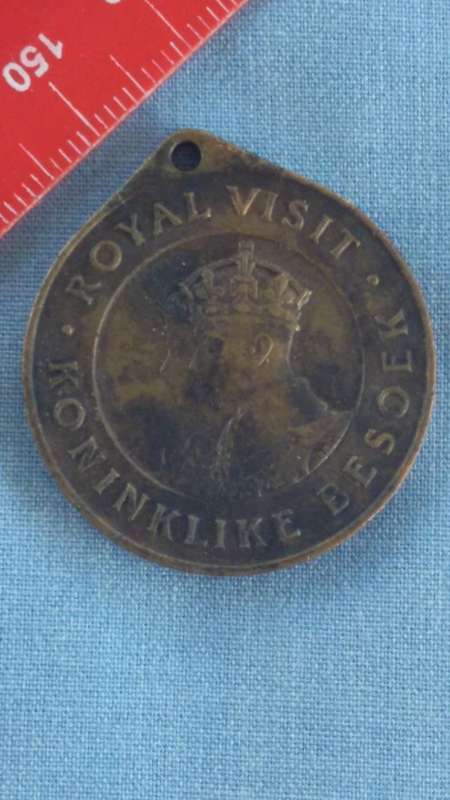 150
· ROYAL VISIT ·
KONINKLIKE BESOEK